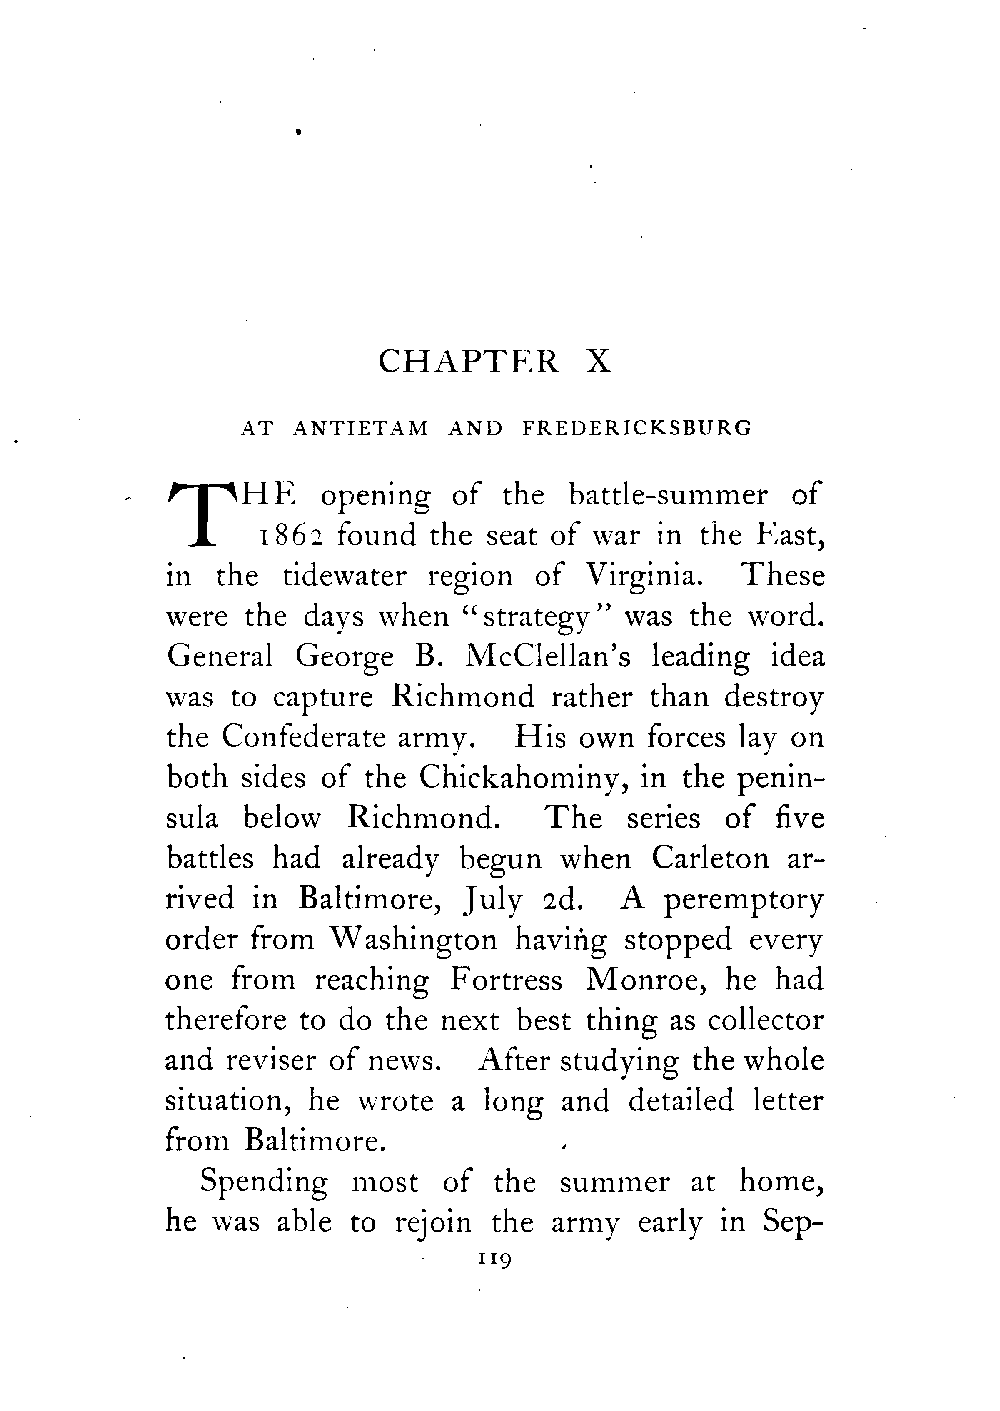 CHAPTER X
AT ANTIETAM AND FREDERICKSBURG
THE opening of the battle-summer of
1862 found the seat of war in the East,
in the tidewater region of Virginia. These
were the days when “strategy” was the word.
General George B. McClellan’s leading idea
was to capture Richmond rather than destroy
the Confederate army. His own forces lay on
both sides of the Chickahominy, in the penin-
sula below Richmond. The series of five
battles had already begun when Carleton ar-
rived in Baltimore, July 2d. A peremptory
order from Washington having stopped every
one from reaching Fortress Monroe, he had
therefore to do the next best thing as collector
and reviser of news. After studying the whole
situation, he wrote a long and detailed letter
from Baltimore.
Spending most of the summer at home,
he was able to rejoin the army early in Sep-
119